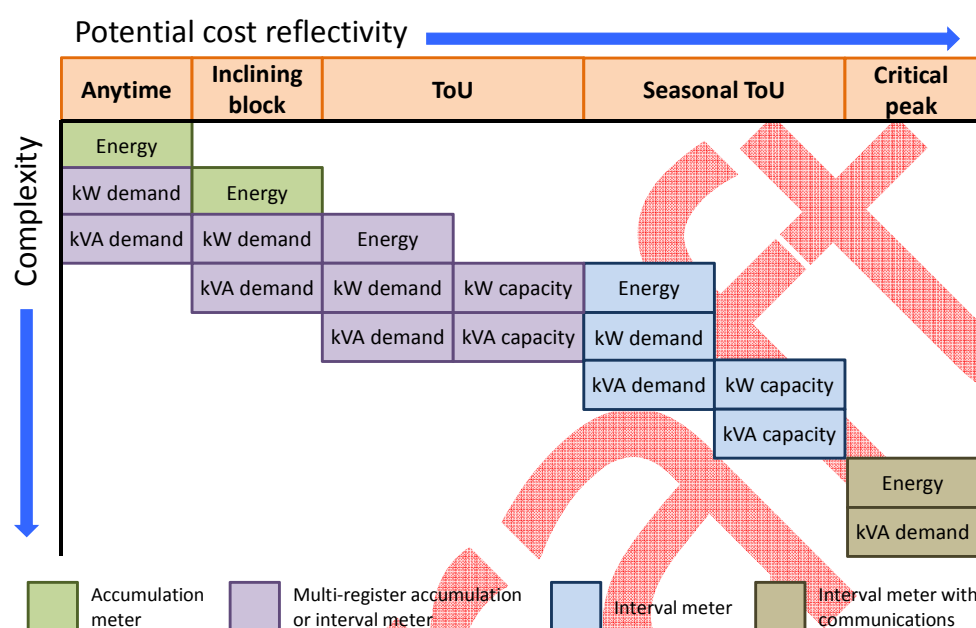 Potential cost reflectivity
Anytime
Inclining
block
ToU
Seasonal ToU
Critical
peak
Complexity
Energy
kW demand
Energy
kVA demand
kW demand
Energy
kVA demand
kW demand
kW capacity
Energy
kVA demand
kVA capacity
kW demand
kVA demand
kW capacity
kVA capacity
Energy
kVA demand
Accumulation
meter
Multi-register accumulation
or interval meter
Interval meter
Interval meter with
communications